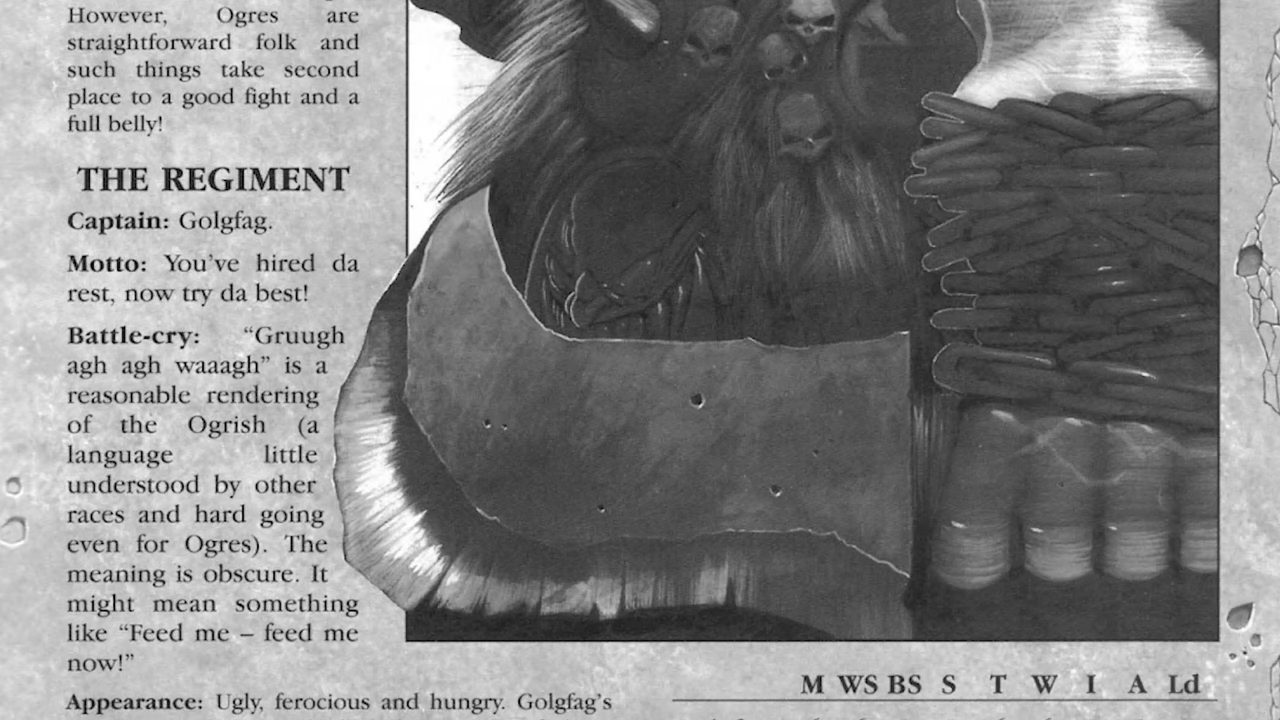 However, Ogres are
straightforward folk and
such things take second
place to a good fight and a
full belly!
THE REGIMENT
Captain: Golgfag.
Motto: You've hired da
rest, now try da best!
Battle-cry: “Gruugh
agh agh waaagh” is a
reasonable rendering
of the Ogrish (a
language little
understood by other
races and hard going
even for Ogres). The
meaning is obscure. It
might mean something
like “Feed me – feed me
now!”
Appearance: Ugly, ferocious and hungry. Golgfag's
M WS BS S T W I A Ld